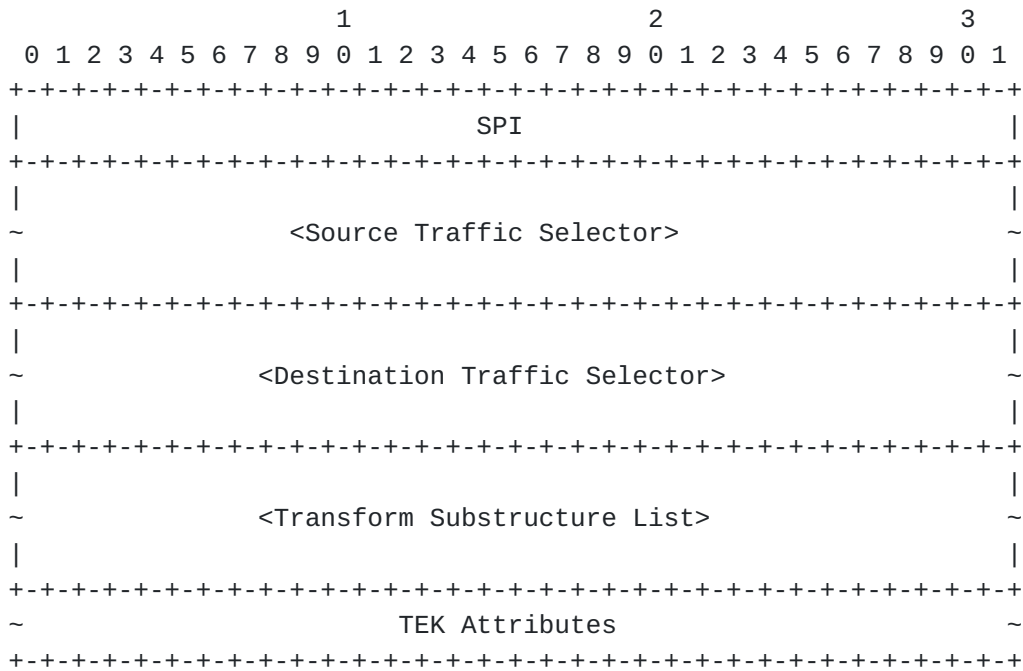 1                   2                   3
 0 1 2 3 4 5 6 7 8 9 0 1 2 3 4 5 6 7 8 9 0 1 2 3 4 5 6 7 8 9 0 1
+-+-+-+-+-+-+-+-+-+-+-+-+-+-+-+-+-+-+-+-+-+-+-+-+-+-+-+-+-+-+-+-+
|                             SPI                               |
+-+-+-+-+-+-+-+-+-+-+-+-+-+-+-+-+-+-+-+-+-+-+-+-+-+-+-+-+-+-+-+-+
|                                                               |
~                 <Source Traffic Selector>                     ~
|                                                               |
+-+-+-+-+-+-+-+-+-+-+-+-+-+-+-+-+-+-+-+-+-+-+-+-+-+-+-+-+-+-+-+-+
|                                                               |
~               <Destination Traffic Selector>                  ~
|                                                               |
+-+-+-+-+-+-+-+-+-+-+-+-+-+-+-+-+-+-+-+-+-+-+-+-+-+-+-+-+-+-+-+-+
|                                                               |
~               <Transform Substructure List>                   ~
|                                                               |
+-+-+-+-+-+-+-+-+-+-+-+-+-+-+-+-+-+-+-+-+-+-+-+-+-+-+-+-+-+-+-+-+
~                        TEK Attributes                         ~
+-+-+-+-+-+-+-+-+-+-+-+-+-+-+-+-+-+-+-+-+-+-+-+-+-+-+-+-+-+-+-+-+